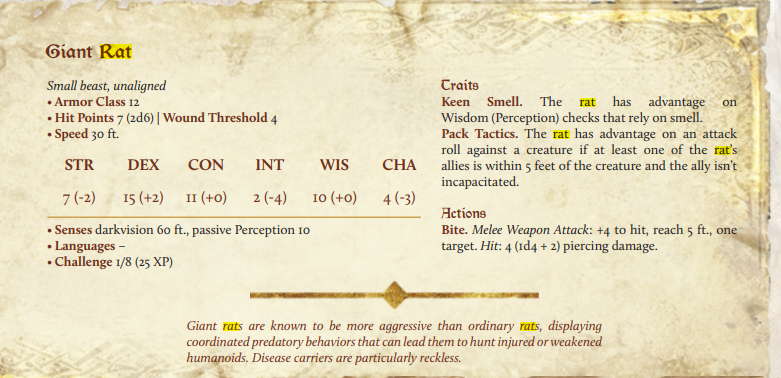 Giant Rat
Small beast, unaligned
• Armor Class 12
• Hit Points 7 (2d6) | Wound Threshold 4
• Speed 30 ft.
STR DEX CON INT WIS CHA
7 (-2) 15 (+2) 11 (+0) 2 (-4) 10 (+0) 4 (-3)
• Senses darkvision 60 ft., passive Perception 10
• Languages –
• Challenge 1/8 (25 XP)
Traits
Keen Smell. The rat has advantage on
Wisdom (Perception) checks that rely on smell.
Pack Tactics. The rat has advantage on an attack
roll against a creature if at least one of the rat's
allies is within 5 feet of the creature and the ally isn't
incapacitated.
Actions
Bite. Melee Weapon Attack: +4 to hit, reach 5 ft., one
target. Hit: 4 (1d4 + 2) piercing damage.
Giant rats are known to be more aggressive than ordinary rats, displaying
coordinated predatory behaviors that can lead them to hunt injured or weakened
humanoids. Disease carriers are particularly reckless.